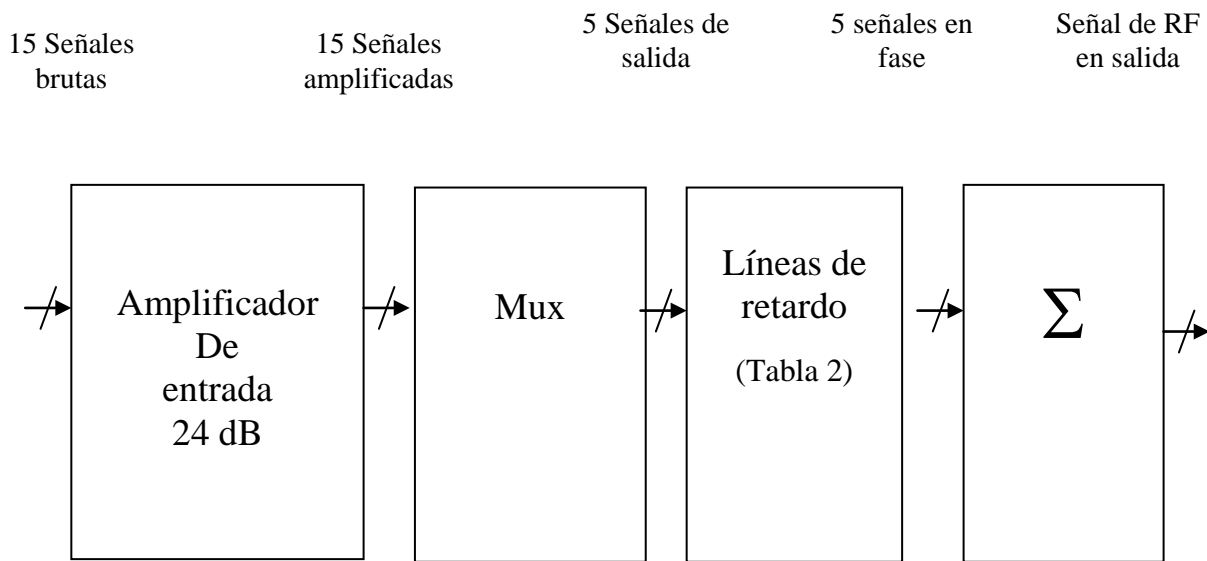 15 Señales
brutas
15 Señales
amplificadas
5 Señales de
salida
5 señales en
fase
Señal de RF
en salida
Amplificador
De
entrada
24 dB
Mux
Líneas de
retardo
(Tabla 2)
Σ